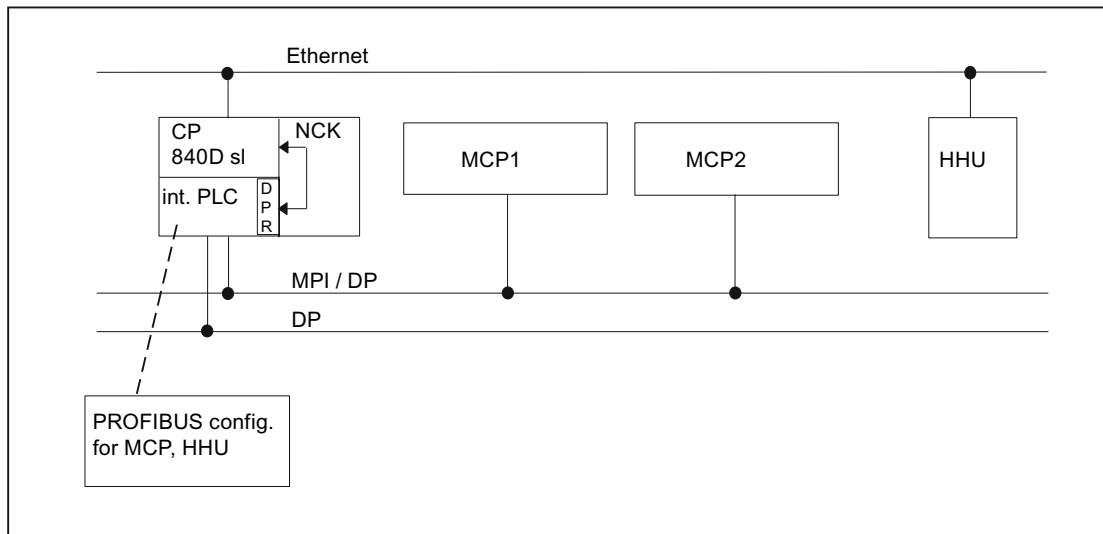 Ethernet
CP
840D sl
NCK
int. PLC
D
P
R
MCP1
MCP2
HHU
MPI / DP
DP
PROFIBUS config.
for MCP, HHU